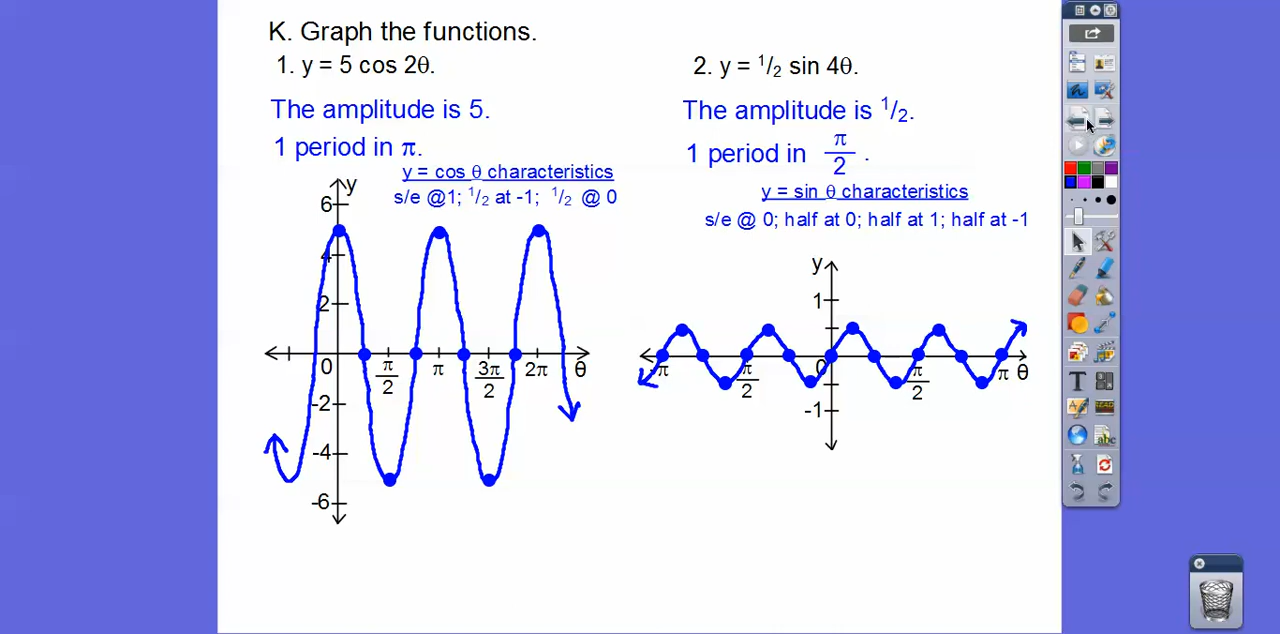 K. Graph the functions.
1. y = 5 cos 2θ.
The amplitude is 5.
1 period in π.
y = cos θ characteristics
s/e @1; 1/2 at -1; 1/2 @ 0
y
6
4
2
0
π/2
π
3π/2
2π
θ
-2
-4
-6
2. y = 1/2 sin 4θ.
The amplitude is 1/2.
1 period in π/2 .
y = sin θ characteristics
s/e @ 0; half at 0; half at 1; half at -1
y
1
-π
π/2
0
π/2
π
θ
-1
T
abc